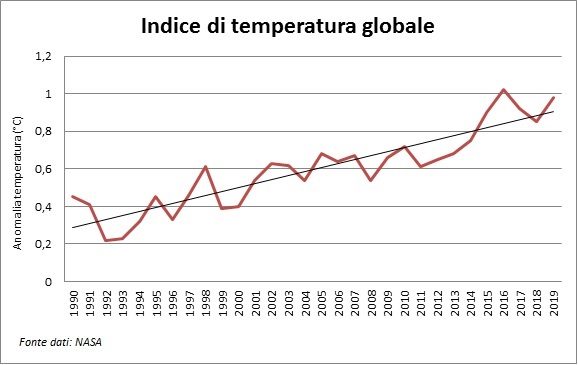 Indice di temperatura globale
Anomalia temperatura (°C)
1,2
1
0,8
0,6
0,4
0,2
0
1990 1991 1992 1993 1994 1995 1996 1997 1998 1999 2000 2001 2002 2003 2004 2005 2006 2007 2008 2009 2010 2011 2012 2013 2014 2015 2016 2017 2018 2019
Fonte dati: NASA